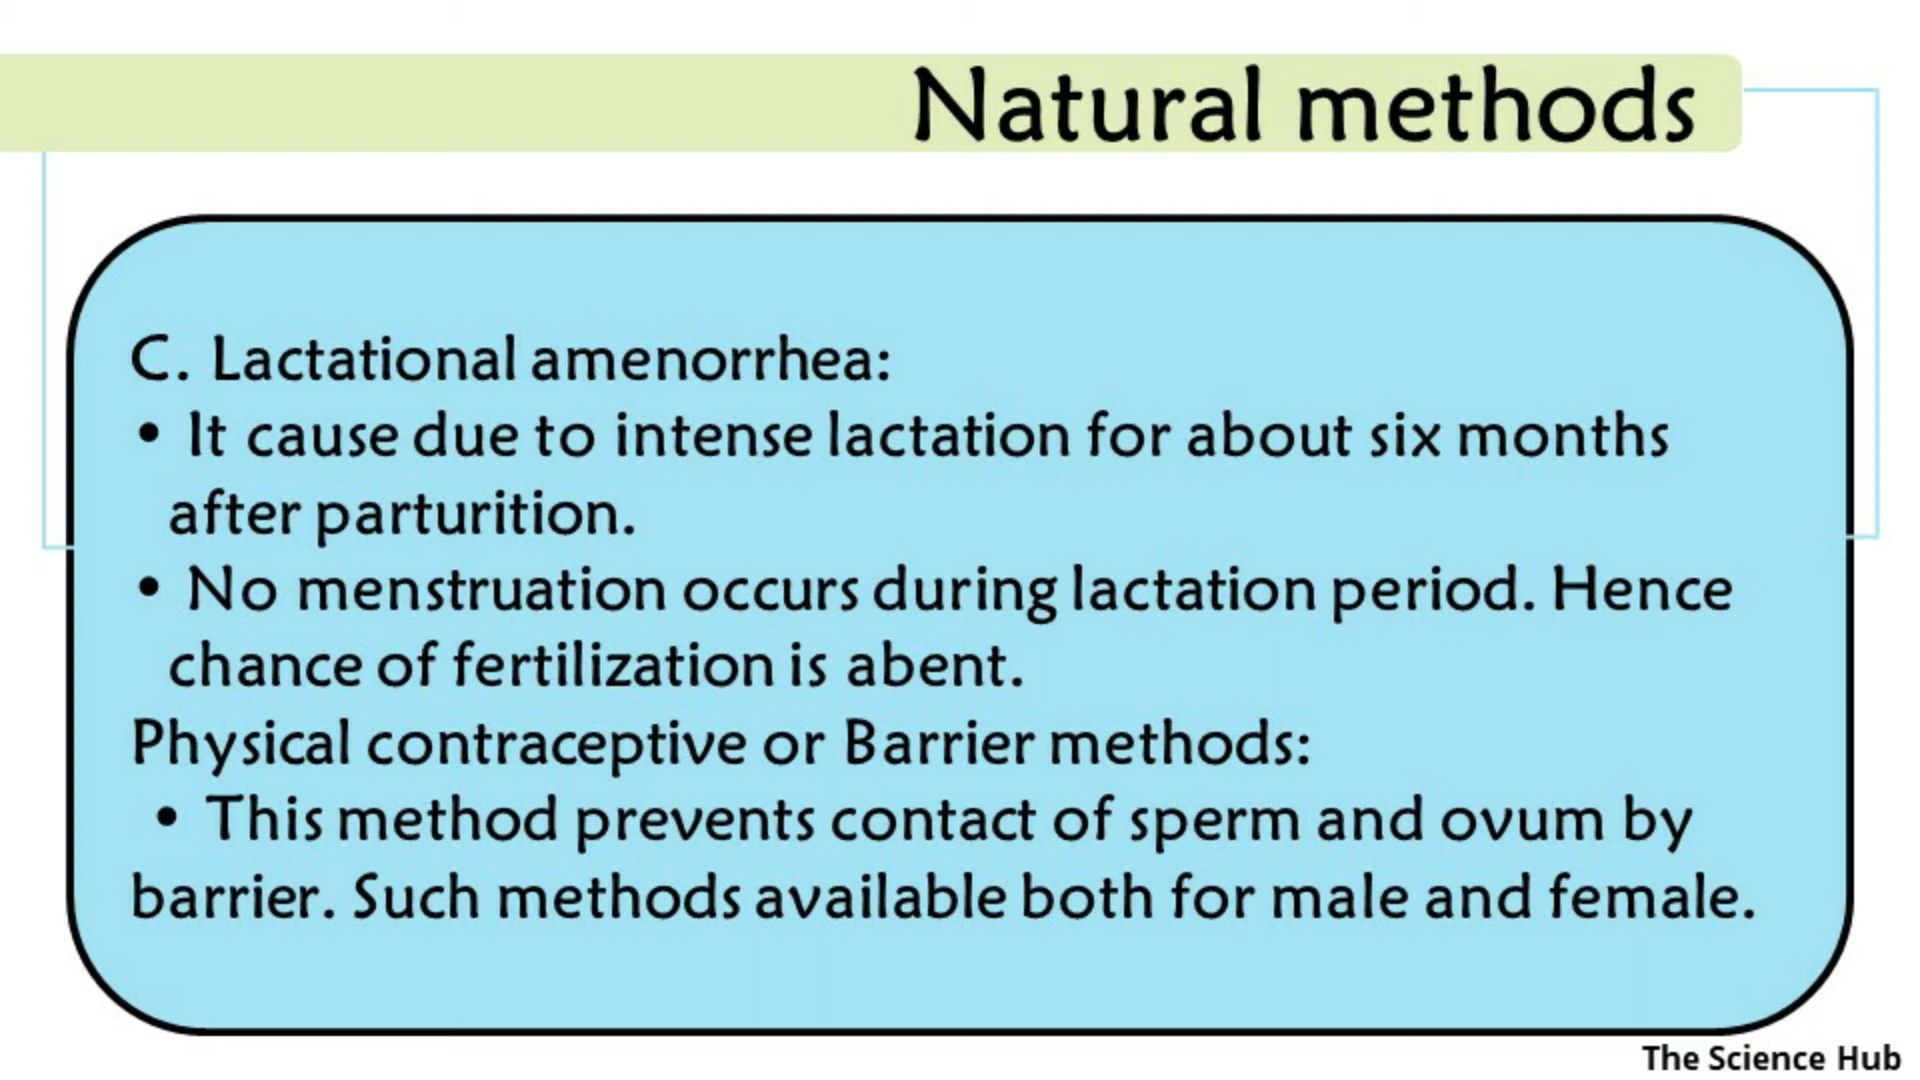 Natural methods
C. Lactational amenorrhea:
• It cause due to intense lactation for about six months
after parturition.
• No menstruation occurs during lactation period. Hence
chance of fertilization is abent.
Physical contraceptive or Barrier methods:
• This method prevents contact of sperm and ovum by
barrier. Such methods available both for male and female.
The Science Hub